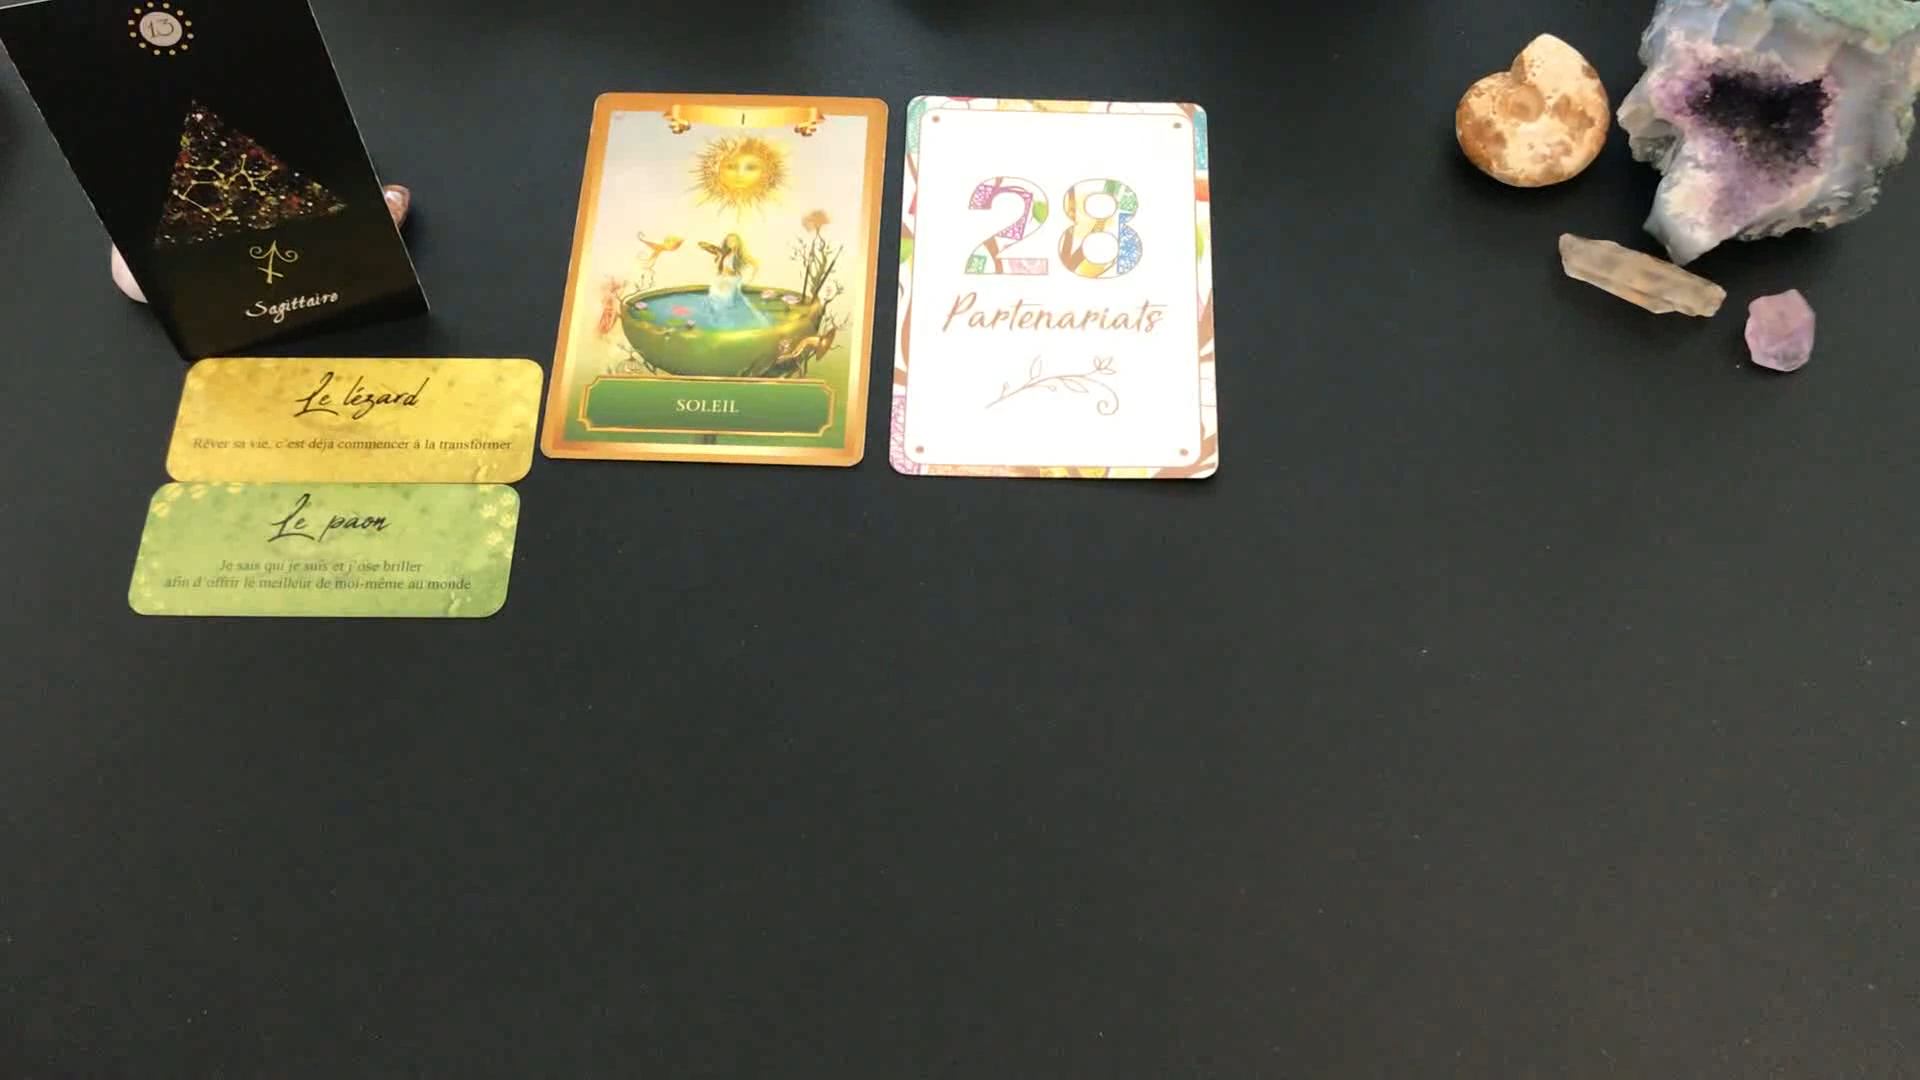 13
Sagittaire
Le lézard
Rêver sa vie, c'est déjà commencer à la transformer
Le paon
Je sais qui je suis et j'ose briller
afin d'offrir le meilleur de moi-même au monde
1
SOLEIL
28
Partenariats